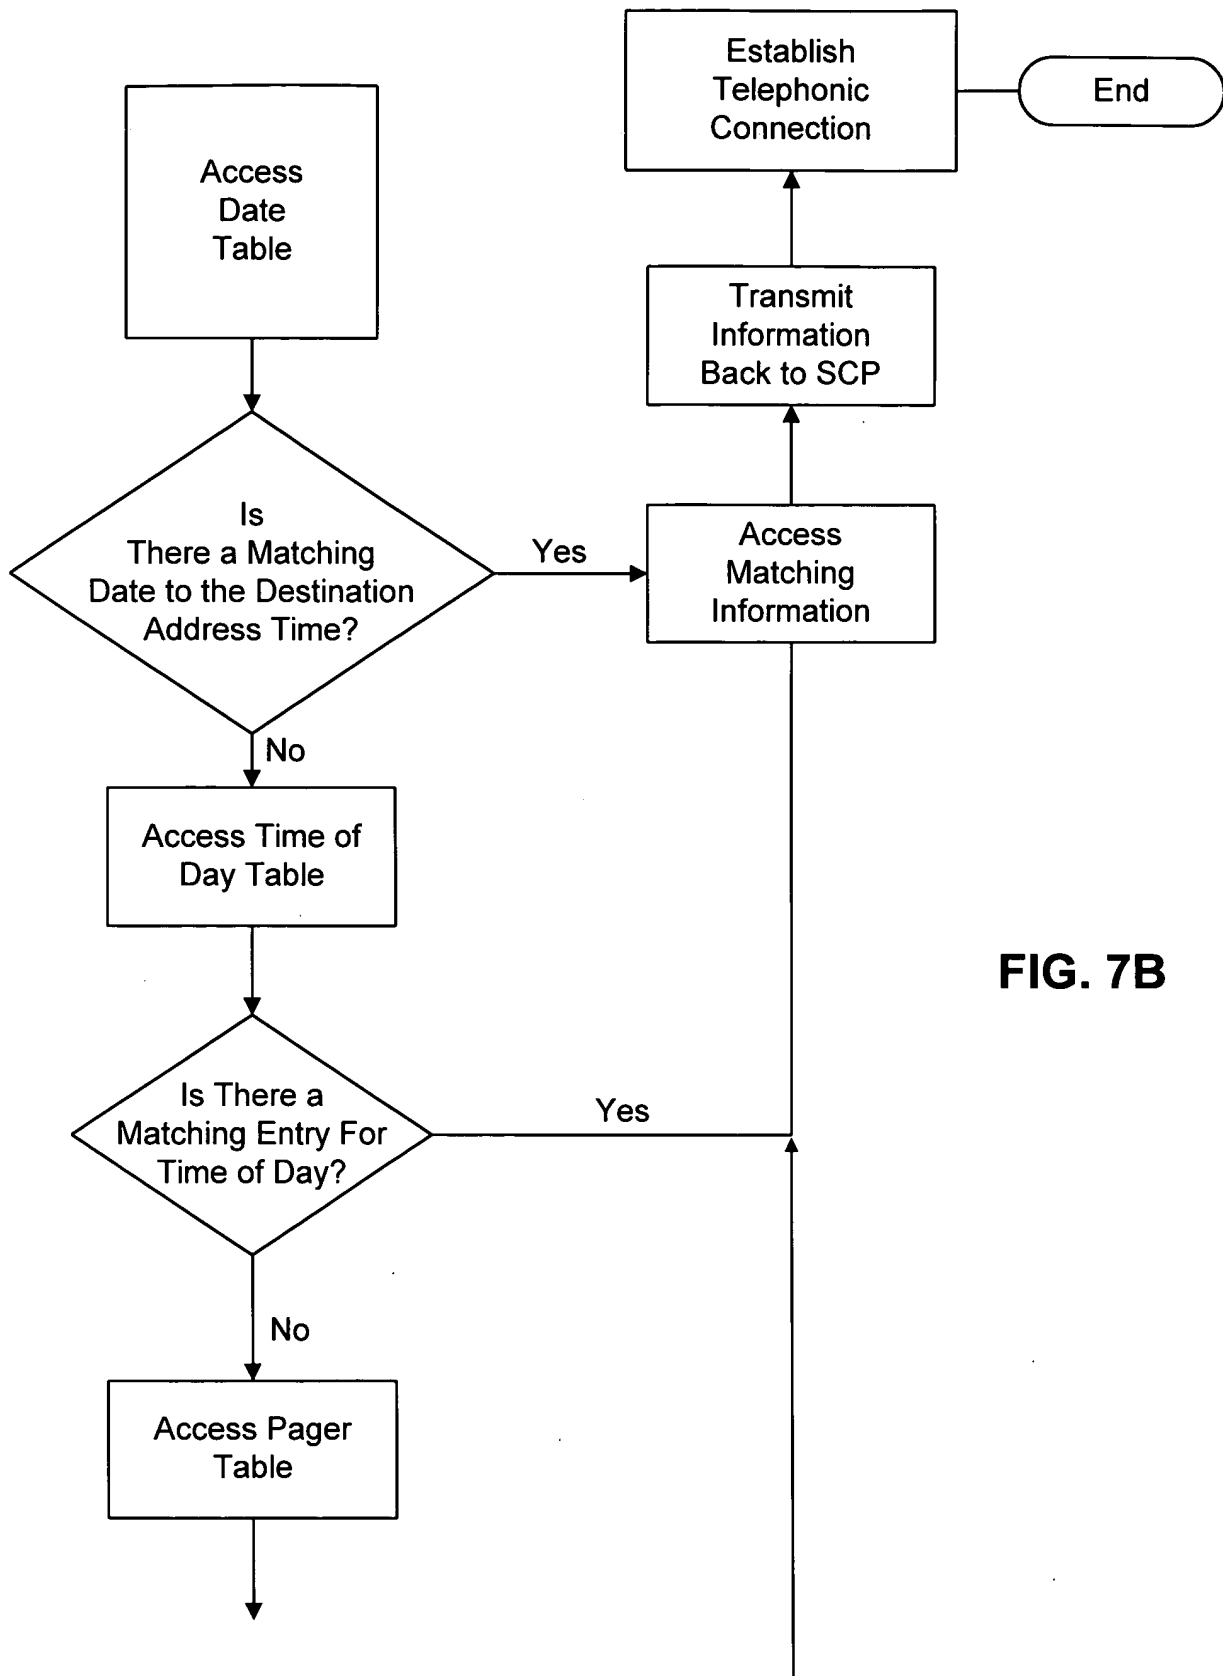 Establish
Telephonic
Connection
End
Access
Date
Table
Transmit
Information
Back to SCP
Is
There a Matching
Date to the Destination
Address Time?
Yes
Access
Matching
Information
No
Access Time of
Day Table
FIG. 7B
Is There a
Matching Entry For
Time of Day?
Yes
No
Access Pager
Table